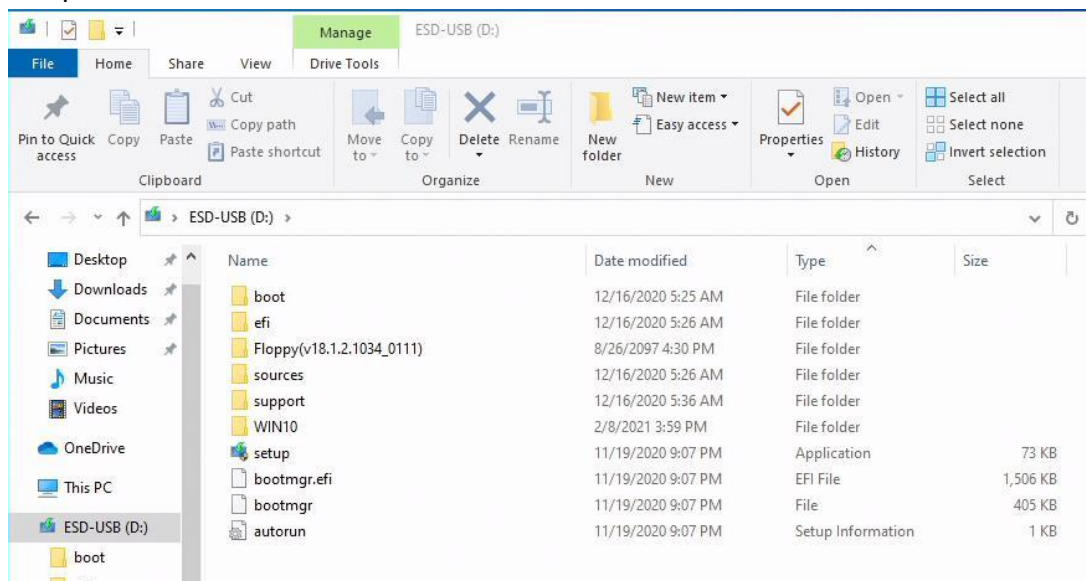 Manage ESD-USB (D:)
File Home Share View Drive Tools
Pin to Quick access
Copy
Paste
Cut
Copy path
Paste shortcut
Clipboard
Move to
Copy to
Delete
Rename
Organize
New folder
New item
Easy access
New
Properties
Open
Edit
History
Open
Select all
Select none
Invert selection
Select
ESD-USB (D:)
Desktop
Downloads
Documents
Pictures
Music
Videos
OneDrive
This PC
ESD-USB (D:)
boot
Name Date modified Type Size
boot 12/16/2020 5:25 AM File folder
efi 12/16/2020 5:26 AM File folder
Floppy(v18.1.2.1034_0111) 8/26/2097 4:30 PM File folder
sources 12/16/2020 5:26 AM File folder
support 12/16/2020 5:36 AM File folder
WIN10 2/8/2021 3:59 PM File folder
setup 11/19/2020 9:07 PM Application 73 KB
bootmgr.efi 11/19/2020 9:07 PM EFI File 1,506 KB
bootmgr 11/19/2020 9:07 PM File 405 KB
autorun 11/19/2020 9:07 PM Setup Information 1 KB